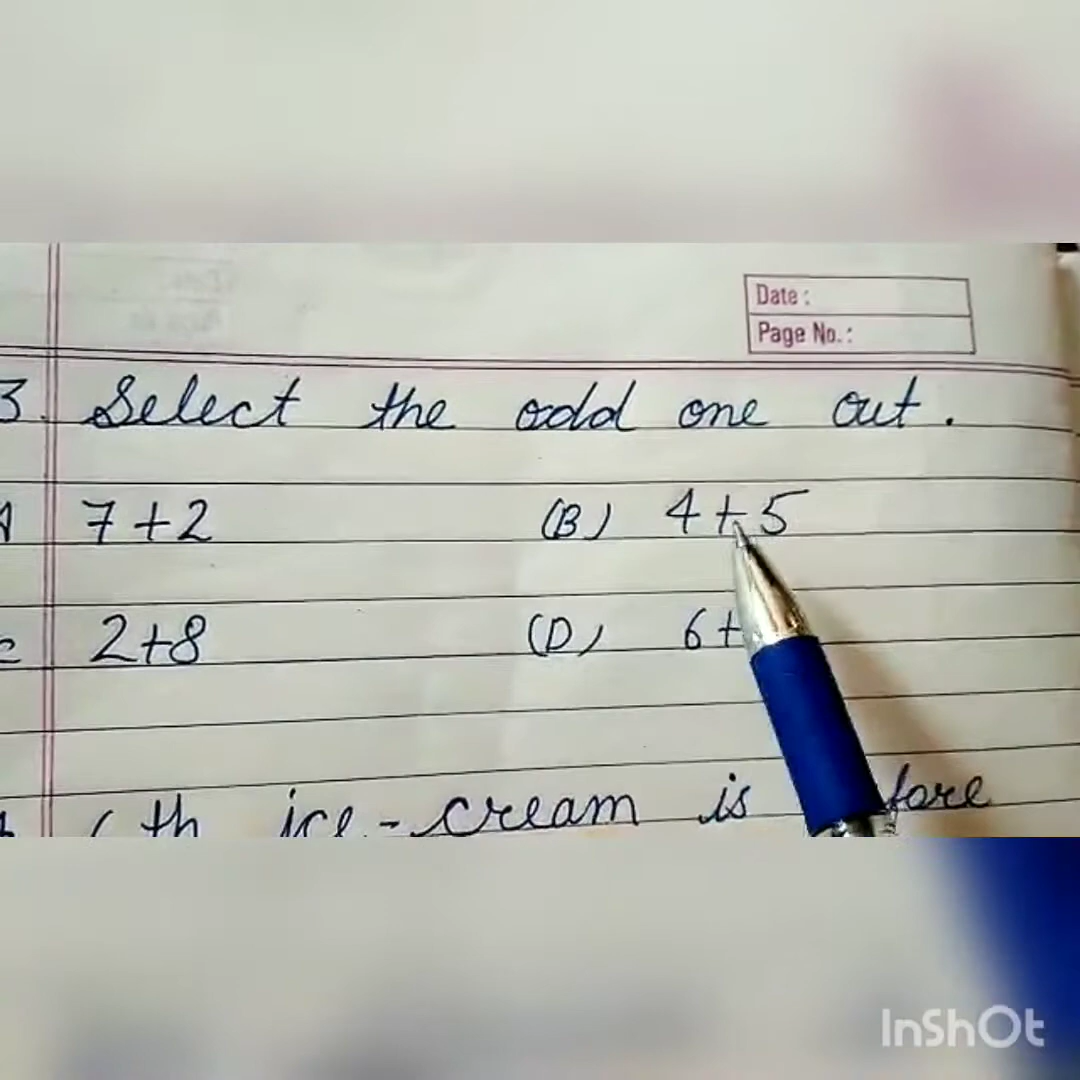 Date :
Page No. :
3. Select the odd one out.
A 7+2 (B) 4+5
2+8 (D) 6+
th ice-cream is
InShOt